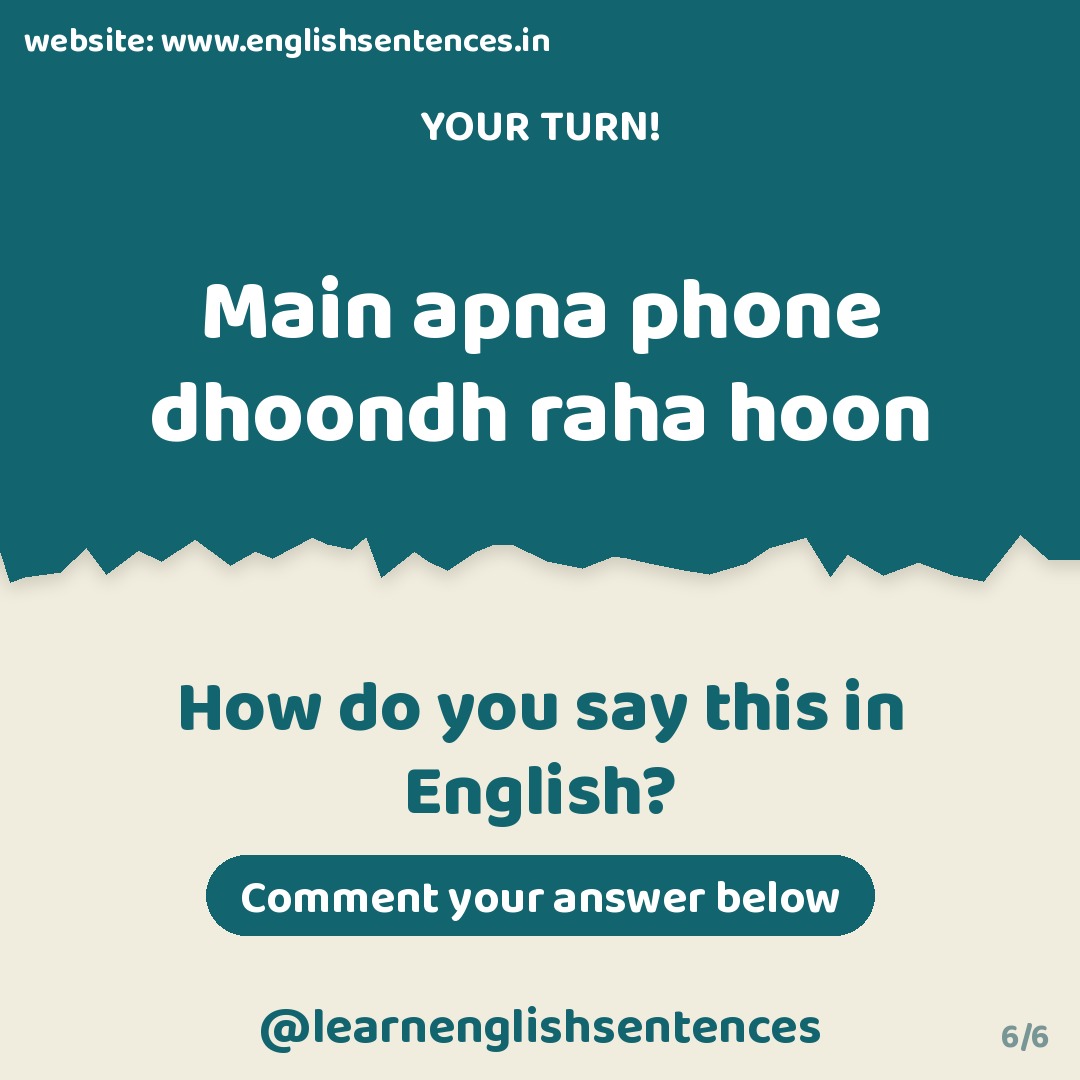 website: www.englishsentences.in
YOUR TURN!
Main apna phone
dhoondh raha hoon
How do you say this in
English?
Comment your answer below
@learnenglishsentences
6/6